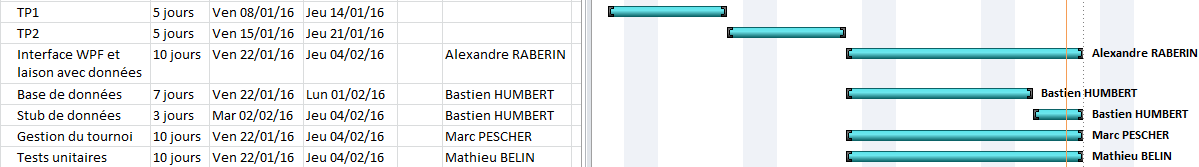 TP1 5 jours Ven 08/01/16 Jeu 14/01/16
TP2 5 jours Ven 15/01/16 Jeu 21/01/16
Interface WPF et 10 jours Ven 22/01/16 Jeu 04/02/16 Alexandre RABERIN Alexandre RABERIN
laison avec données
Base de données 7 jours Ven 22/01/16 Lun 01/02/16 Bastien HUMBERT Bastien HUMBERT
Stub de données 3 jours Mar 02/02/16 Jeu 04/02/16 Bastien HUMBERT Bastien HUMBERT
Gestion du tournoi 10 jours Ven 22/01/16 Jeu 04/02/16 Marc PESCHER Marc PESCHER
Tests unitaires 10 jours Ven 22/01/16 Jeu 04/02/16 Mathieu BELIN Mathieu BELIN